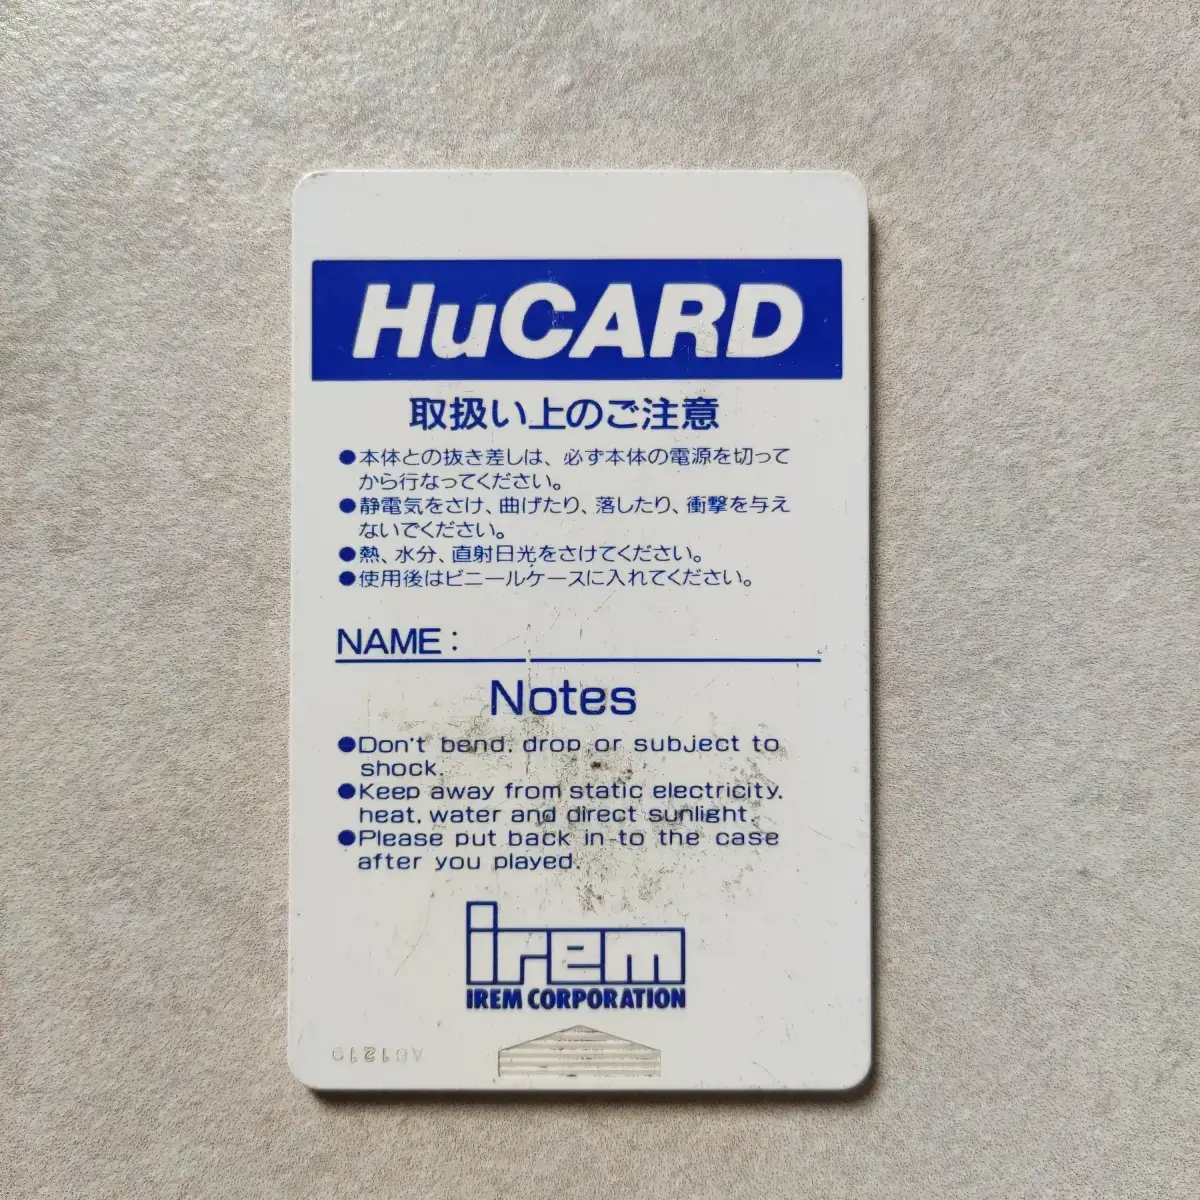 HuCARD
取扱い上のご注意
●本体との抜き差しは、必ず本体の電源を切って
から行なってください。
●静電気をさけ、曲げたり、落したり、衝撃を与え
ないでください。
●熱、水分、直射日光をさけてください。
●使用後はビニールケースに入れてください。
NAME:
Notes
●Don't bend, drop or subject to
shock.
●Keep away from static electricity,
heat, water and direct sunlight.
●Please put back in-to the case
after you played.
irem
IREM CORPORATION